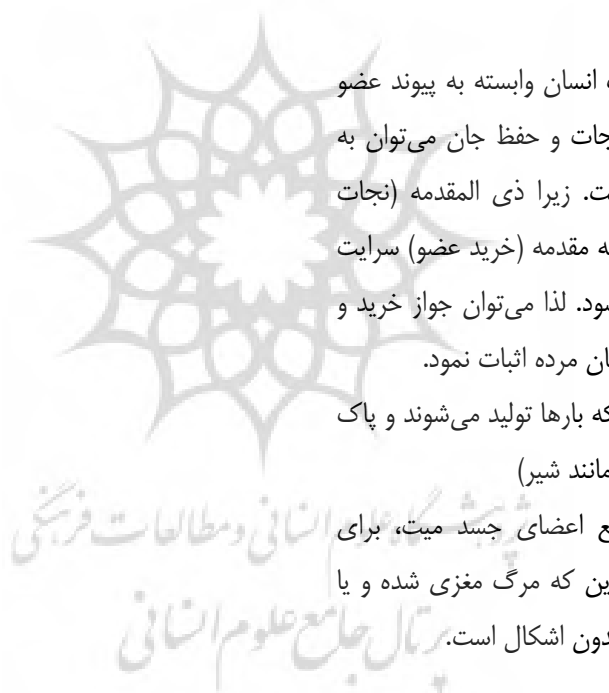 انسان وابسته به پیوند عضو
جات و حفظ جان می‌توان به
ت. زیرا ذی المقدمه (نجات
ه مقدمه (خرید عضو) سرایت
سود. لذا می‌توان جواز خرید و
ان مرده اثبات نمود.
که بارها تولید می‌شوند و پاک
مانند شیر)
ع اعضای جسد میت، برای
ین که مرگ مغزی شده و یا
دون اشکال است.
پژوهشگاه علوم انسانی و مطالعات فرهنگی
پرتال جامع علوم انسانی